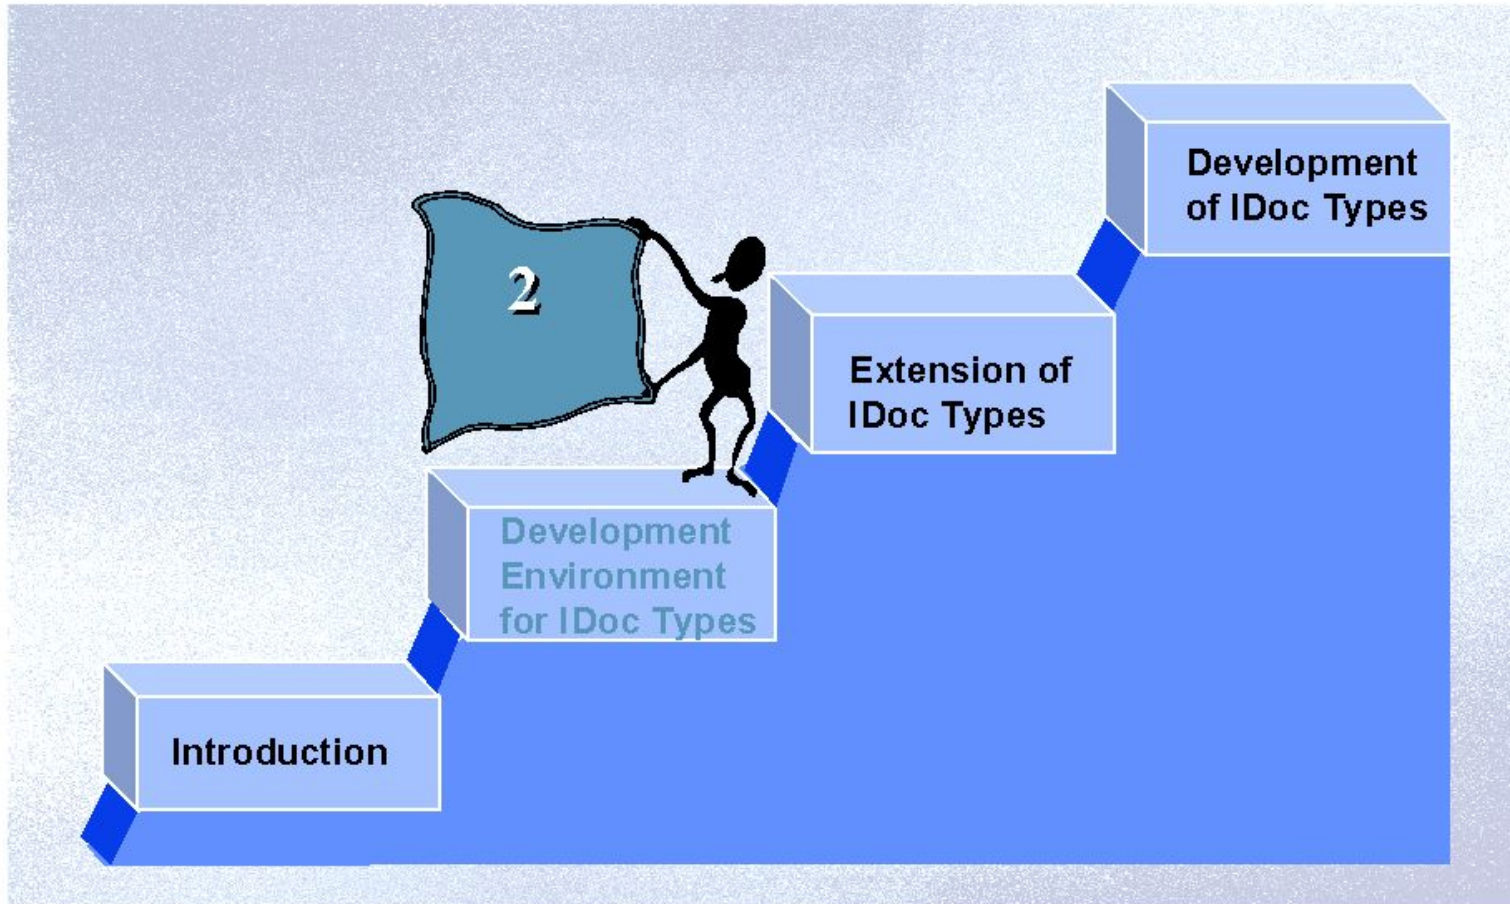 Development
of IDoc Types
2
Extension of
IDoc Types
Development
Environment
for IDoc Types
Introduction